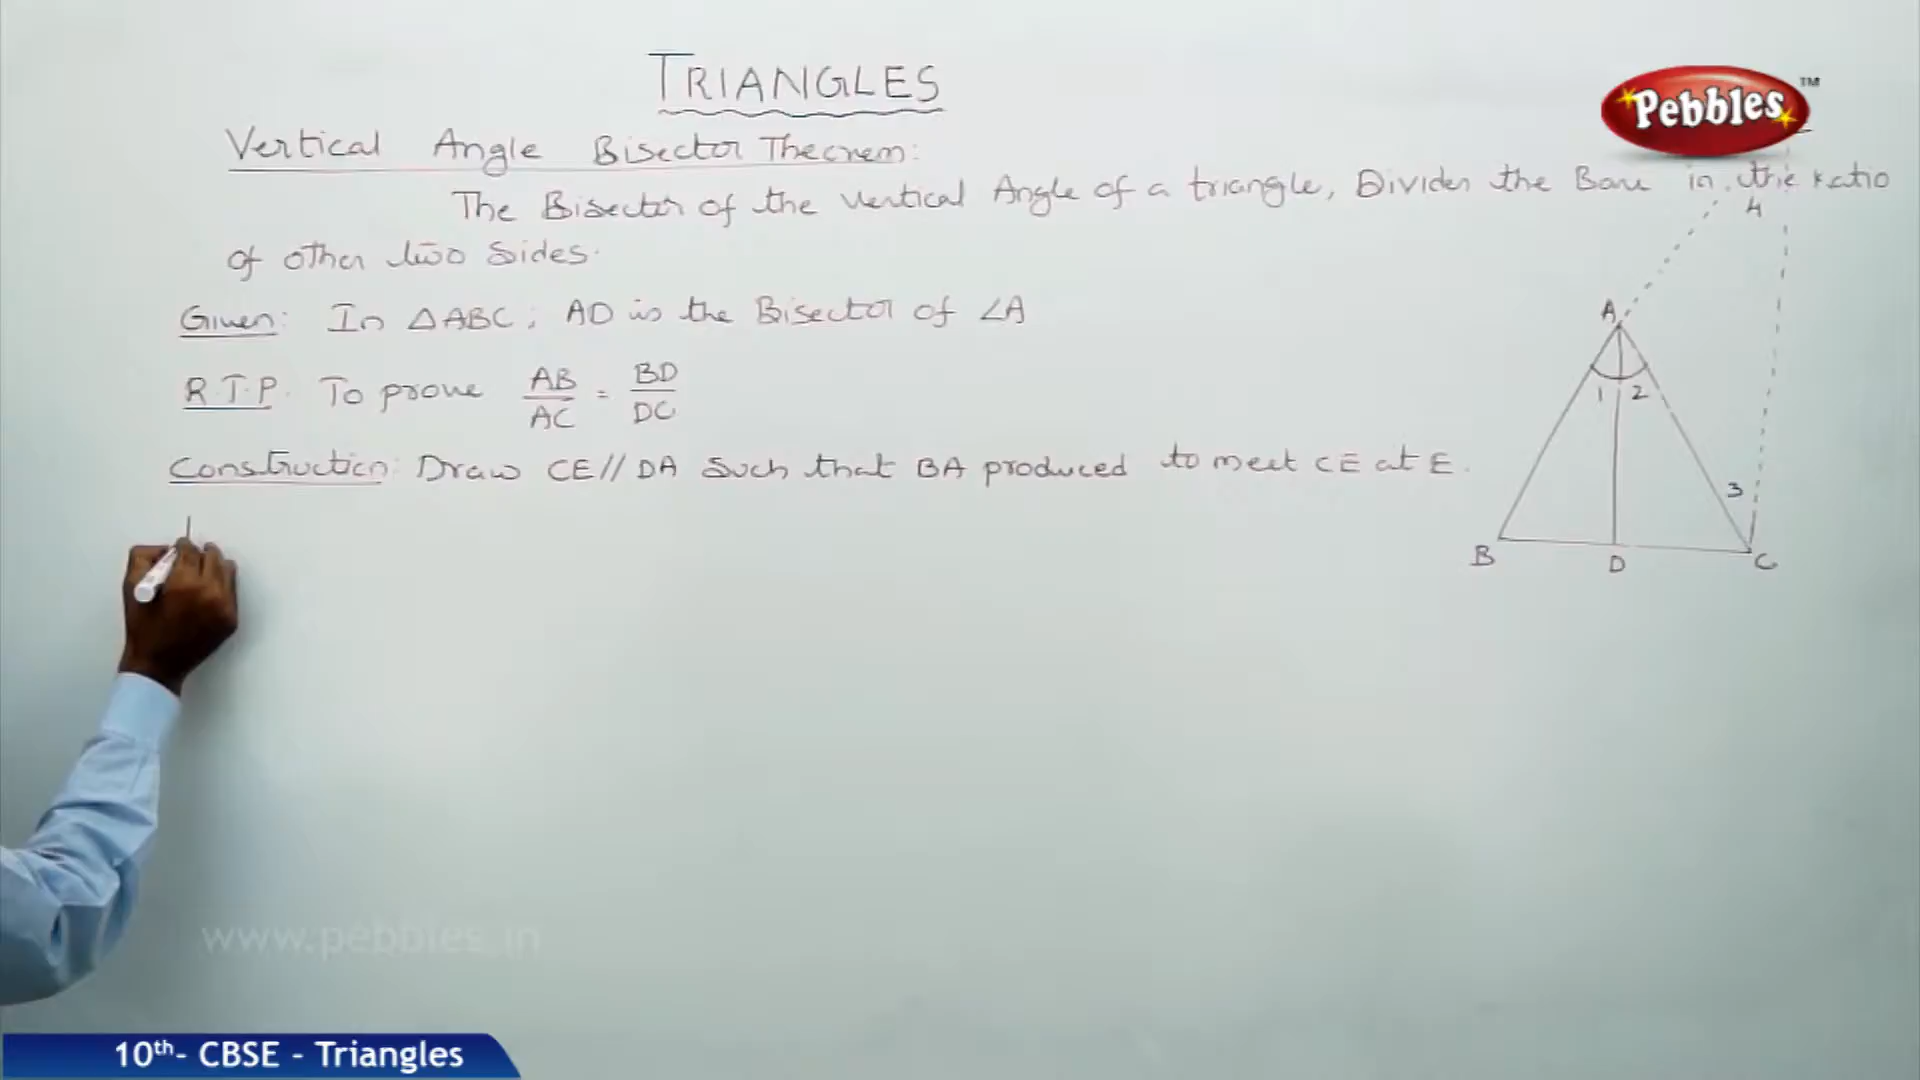 TRIANGLES
Pebbles™
Vertical Angle Bisector Theorem:
The Bisector of the Vertical Angle of a triangle, Divides the Base in the ratio
of other two sides.
Given: In △ABC; AD is the Bisector of ∠A
R.T.P. To prove AB/AC = BD/DC
Construction: Draw CE//DA Such that BA produced to meet CE at E.
4
A
1 2
3
B D C
www.pebbles.in
10th- CBSE - Triangles